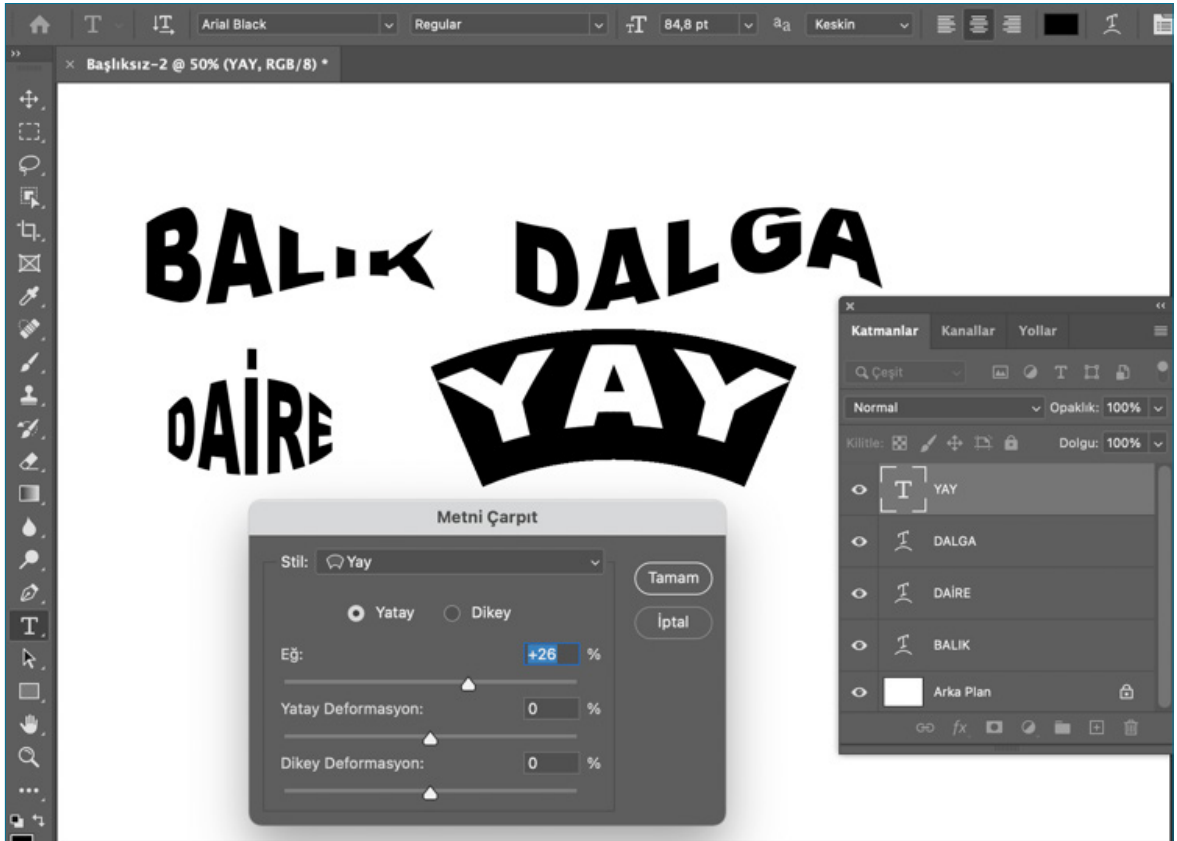 T Arial Black Regular 84,8 pt aa Keskin
× Başlıksız-2 @ 50% (YAY, RGB/8) *
BALIK DALGA
DAİRE YAY
Katmanlar Kanallar Yollar
Çeşit
Normal Opaklık: 100%
Kilitle: Dolgu: 100%
T YAY
DALGA
DAİRE
BALIK
Arka Plan
fx
Metni Çarpıt
Stil: Yay
Tamam
Yatay Dikey
İptal
Eğ: +26 %
Yatay Deformasyon: 0 %
Dikey Deformasyon: 0 %